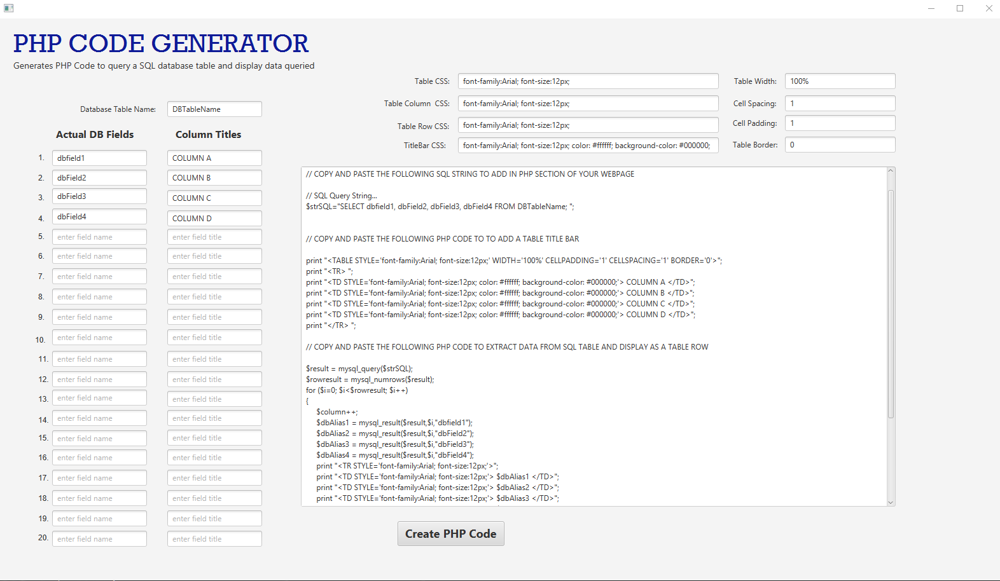 PHP CODE GENERATOR
Generates PHP Code to query a SQL database table and display data queried
Table CSS: font-family:Arial; font-size:12px; Table Width: 100%
Table Column CSS: font-family:Arial; font-size:12px; Cell Spacing: 1
Table Row CSS: font-family:Arial; font-size:12px; Cell Padding: 1
TitleBar CSS: font-family:Arial; font-size:12px; color: #ffffff; background-color: #000000; Table Border: 0
Database Table Name: DBTableName
Actual DB Fields Column Titles
1. dbfield1 COLUMN A
2. dbField2 COLUMN B
3. dbField3 COLUMN C
4. dbField4 COLUMN D
5. enter field name enter field title
6. enter field name enter field title
7. enter field name enter field title
8. enter field name enter field title
9. enter field name enter field title
10. enter field name enter field title
11. enter field name enter field title
12. enter field name enter field title
13. enter field name enter field title
14. enter field name enter field title
15. enter field name enter field title
16. enter field name enter field title
17. enter field name enter field title
18. enter field name enter field title
19. enter field name enter field title
20. enter field name enter field title
// COPY AND PASTE THE FOLLOWING SQL STRING TO ADD IN PHP SECTION OF YOUR WEBPAGE
// SQL Query String...
$strSQL="SELECT dbfield1, dbField2, dbField3, dbField4 FROM DBTableName; ";
// COPY AND PASTE THE FOLLOWING PHP CODE TO TO ADD A TABLE TITLE BAR
print "<TABLE STYLE='font-family:Arial; font-size:12px;' WIDTH='100%' CELLPADDING='1' CELLSPACING='1' BORDER='0'>";
print "<TR> ";
print "<TD STYLE='font-family:Arial; font-size:12px; color: #ffffff; background-color: #000000;'> COLUMN A </TD>";
print "<TD STYLE='font-family:Arial; font-size:12px; color: #ffffff; background-color: #000000;'> COLUMN B </TD>";
print "<TD STYLE='font-family:Arial; font-size:12px; color: #ffffff; background-color: #000000;'> COLUMN C </TD>";
print "<TD STYLE='font-family:Arial; font-size:12px; color: #ffffff; background-color: #000000;'> COLUMN D </TD>";
print "</TR> ";
// COPY AND PASTE THE FOLLOWING PHP CODE TO EXTRACT DATA FROM SQL TABLE AND DISPLAY AS A TABLE ROW
$result = mysql_query($strSQL);
$rowresult = mysql_numrows($result);
for ($i=0; $i<$rowresult; $i++)
{
$column++;
$dbAlias1 = mysql_result($result,$i,"dbfield1");
$dbAlias2 = mysql_result($result,$i,"dbField2");
$dbAlias3 = mysql_result($result,$i,"dbField3");
$dbAlias4 = mysql_result($result,$i,"dbField4");
print "<TR STYLE='font-family:Arial; font-size:12px;'>";
print "<TD STYLE='font-family:Arial; font-size:12px;'> $dbAlias1 </TD>";
print "<TD STYLE='font-family:Arial; font-size:12px;'> $dbAlias2 </TD>";
print "<TD STYLE='font-family:Arial; font-size:12px;'> $dbAlias3 </TD>";
Create PHP Code